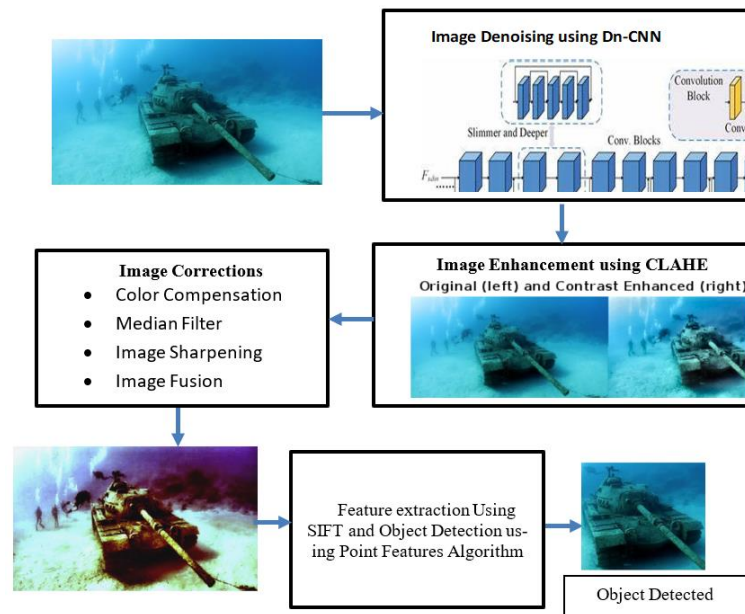 Image Denoising using Dn-CNN
Convolution
Block
Conv
Slimmer and Deeper
Conv. Blocks
Image Enhancement using CLAHE
Original (left) and Contrast Enhanced (right)
Image Corrections
• Color Compensation
• Median Filter
• Image Sharpening
• Image Fusion
Feature extraction Using
SIFT and Object Detection us-
ing Point Features Algorithm
Object Detected